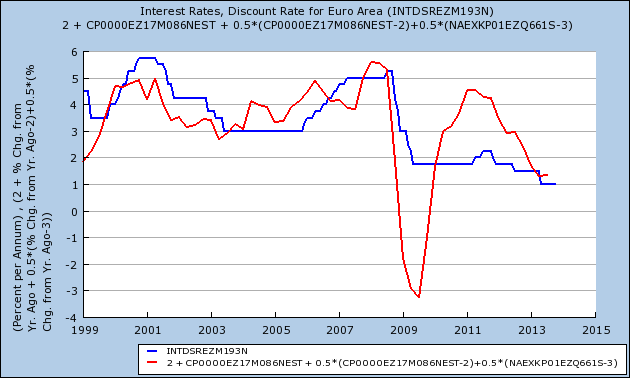 Interest Rates, Discount Rate for Euro Area (INTDSREZM193N)
2 + CP0000EZ17M086NEST + 0.5*(CP0000EZ17M086NEST-2)+0.5*(NAEXKP01EZQ661S-3)
(Percent per Annum) , (2 + % Chg. from
Yr. Ago + 0.5*(% Chg. from Yr. Ago-2)+0.5*(%
Chg. from Yr. Ago-3))
6
5
4
3
2
1
0
-1
-2
-3
-4
1999 2001 2003 2005 2007 2009 2011 2013 2015
INTDSREZM193N
2 + CP0000EZ17M086NEST + 0.5*(CP0000EZ17M086NEST-2)+0.5*(NAEXKP01EZQ661S-3)